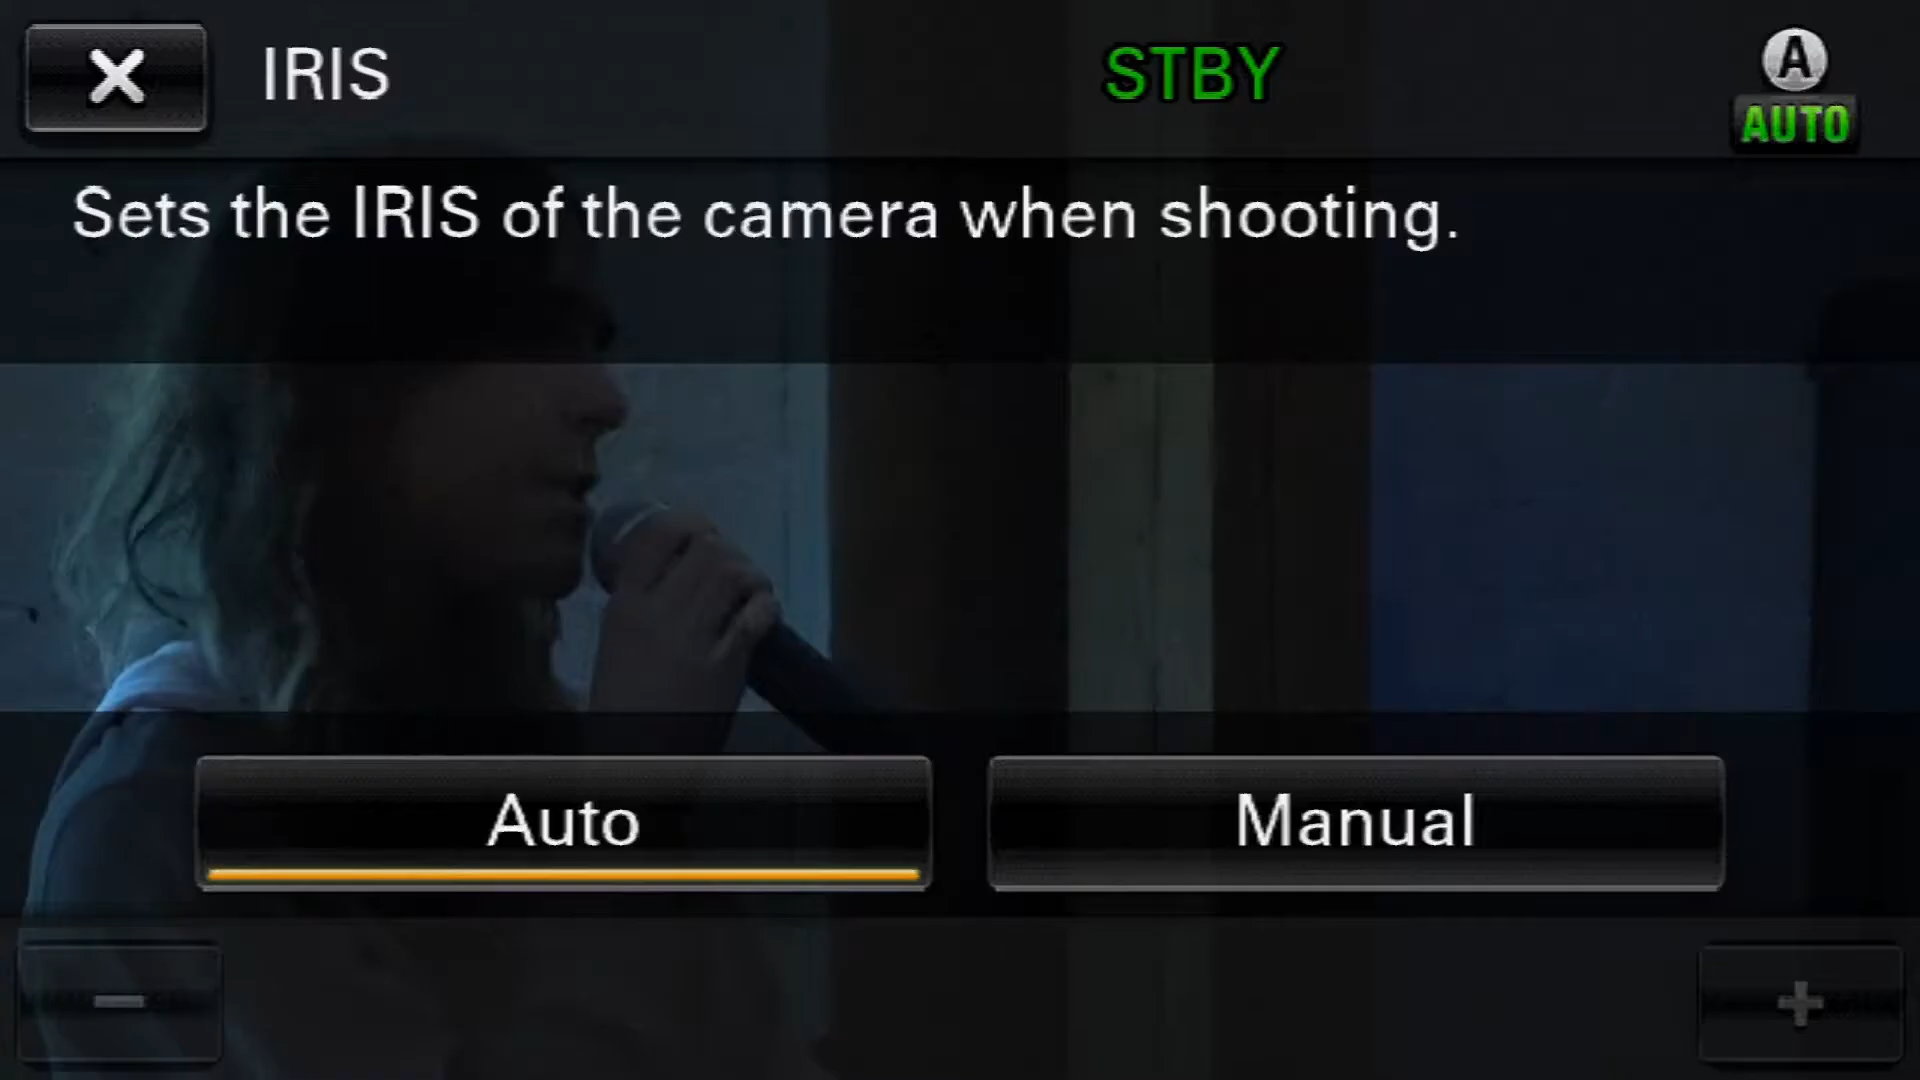 IRIS
STBY
A
AUTO
Sets the IRIS of the camera when shooting.
Auto
Manual